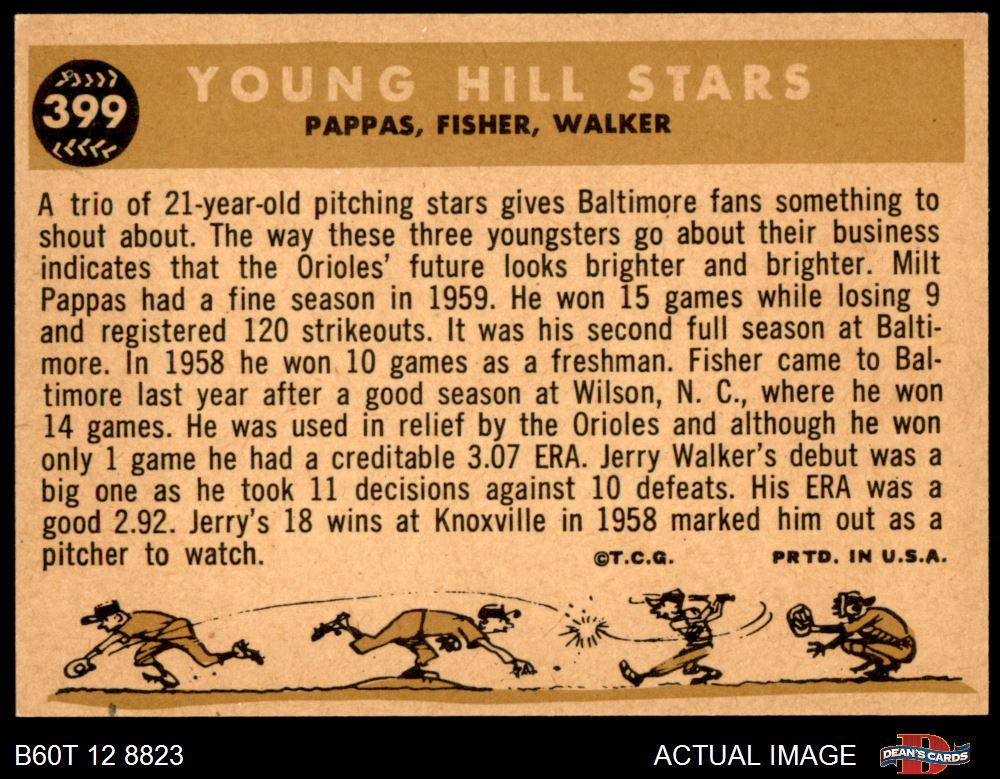 399
YOUNG HILL STARS
PAPPAS, FISHER, WALKER
A trio of 21-year-old pitching stars gives Baltimore fans something to
shout about. The way these three youngsters go about their business
indicates that the Orioles' future looks brighter and brighter. Milt
Pappas had a fine season in 1959. He won 15 games while losing 9
and registered 120 strikeouts. It was his second full season at Balti-
more. In 1958 he won 10 games as a freshman. Fisher came to Bal-
timore last year after a good season at Wilson, N. C., where he won
14 games. He was used in relief by the Orioles and although he won
only 1 game he had a creditable 3.07 ERA. Jerry Walker's debut was a
big one as he took 11 decisions against 10 defeats. His ERA was a
good 2.92. Jerry's 18 wins at Knoxville in 1958 marked him out as a
pitcher to watch. ©T.C.G. PRTD. IN U.S.A.
B60T 12 8823 ACTUAL IMAGE DEAN'S CARDS